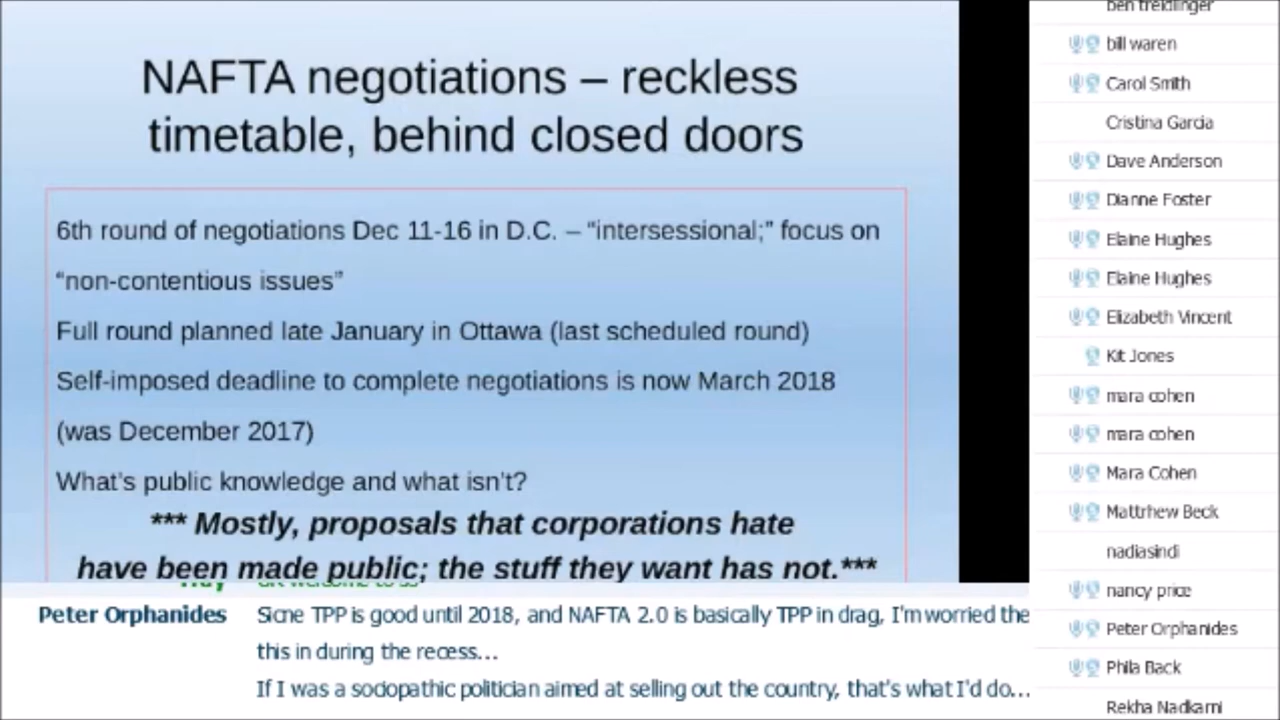 NAFTA negotiations – reckless
timetable, behind closed doors
6th round of negotiations Dec 11-16 in D.C. – “intersessional;” focus on
“non-contentious issues”
Full round planned late January in Ottawa (last scheduled round)
Self-imposed deadline to complete negotiations is now March 2018
(was December 2017)
What's public knowledge and what isn't?
*** Mostly, proposals that corporations hate
have been made public; the stuff they want has not.***
Peter Orphanides Sicne TPP is good until 2018, and NAFTA 2.0 is basically TPP in drag, I'm worried the
this in during the recess...
If I was a sociopathic politician aimed at selling out the country, that's what I'd do...
ben treidlinger
bill waren
Carol Smith
Cristina Garcia
Dave Anderson
Dianne Foster
Elaine Hughes
Elaine Hughes
Elizabeth Vincent
Kit Jones
mara cohen
mara cohen
Mara Cohen
Mattrhew Beck
nadiasindi
nancy price
Peter Orphanides
Phila Back
Rekha Nadkarni